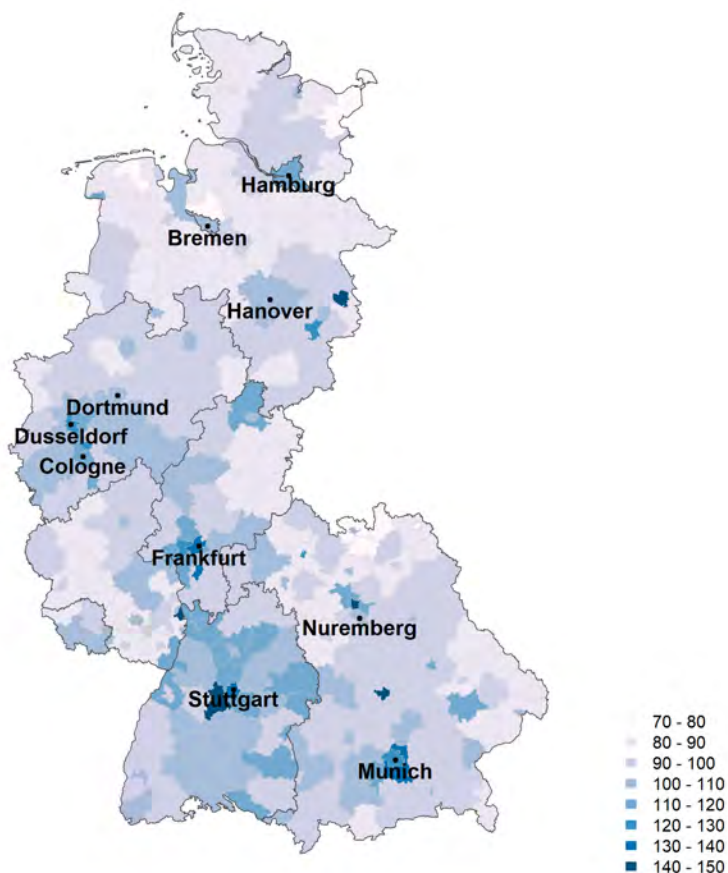 Hamburg
Bremen
Hanover
Dortmund
Dusseldorf
Cologne
Frankfurt
Nuremberg
Stuttgart
Munich
70 - 80
80 - 90
90 - 100
100 - 110
110 - 120
120 - 130
130 - 140
140 - 150